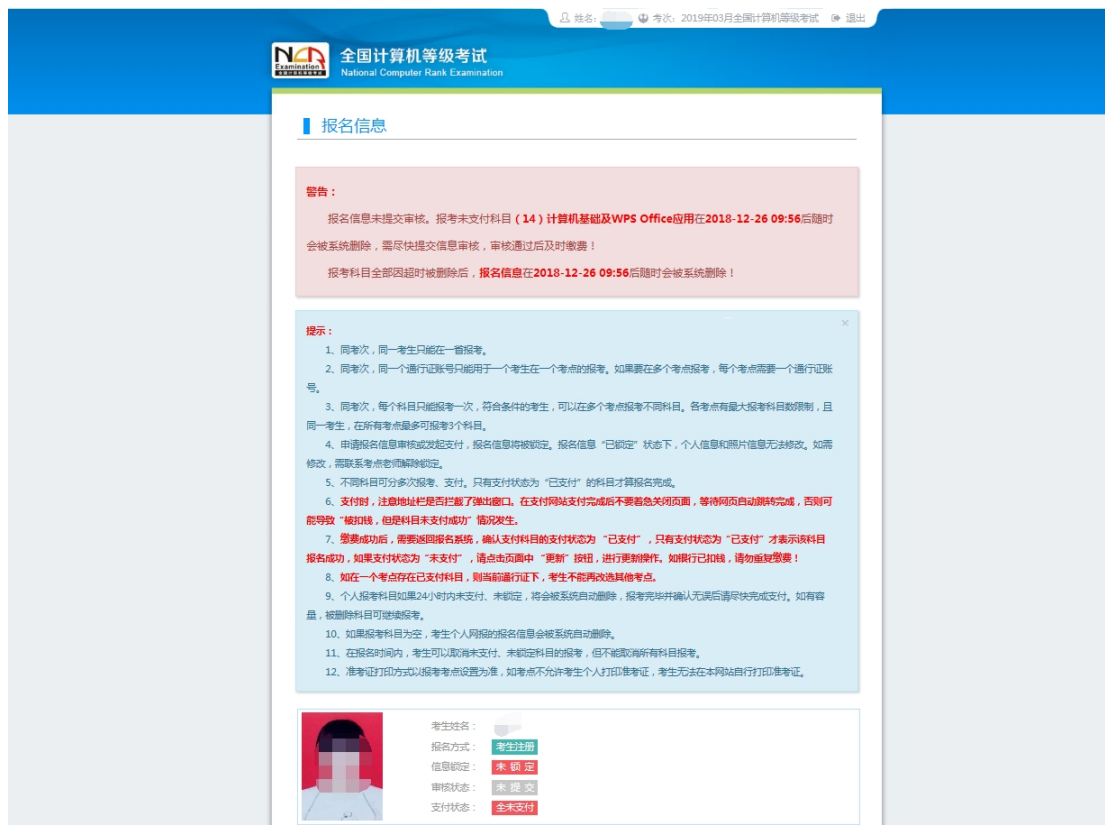 姓名: 考次: 2019年03月全国计算机等级考试 退出
NCR
Examination
全国计算机等级考试
全国计算机等级考试
National Computer Rank Examination
报名信息
警告：
报名信息未提交审核。报考未支付科目（14）计算机基础及WPS Office应用在2018-12-26 09:56后随时
会被系统删除，需尽快提交信息审核，审核通过后及时缴费！
报考科目全部因超时被删除后，报名信息在2018-12-26 09:56后随时会被系统删除！
×
提示：
1、同考次，同一考生只能在一省报考。
2、同考次，同一个通行证账号只能用于一个考生在一个考点的报考。如果要在多个考点报考，每个考点需要一个通行证账
号。
3、同考次，每个科目只能报考一次，符合条件的考生，可以在多个考点报考不同科目。各考点有最大报考科目数限制，且
同一考生，在所有考点最多可报考3个科目。
4、申请报名信息审核或发起支付，报名信息将被锁定。报名信息“已锁定”状态下，个人信息和照片信息无法修改。如需
修改，需联系考点老师解除锁定。
5、不同科目可分多次报考、支付。只有支付状态为“已支付”的科目才算报名完成。
6、支付时，注意地址栏是否拦截了弹出窗口。在支付网站支付完成后不要着急关闭页面，等待网页自动跳转完成，否则可
能导致“被扣钱，但是科目未支付成功”情况发生。
7、缴费成功后，需要返回报名系统，确认支付科目的支付状态为 “已支付”，只有支付状态为“已支付”才表示该科目
报名成功，如果支付状态为“未支付”，请点击页面中 “更新”按钮，进行更新操作。如银行已扣钱，请勿重复缴费！
8、如在一个考点存在已支付科目，则当前通行证下，考生不能再改选其他考点。
9、个人报考科目如果24小时内未支付、未锁定，将会被系统自动删除，报考完毕并确认无误后请尽快完成支付。如有容
量，被删除科目可继续报考。
10、如果报考科目为空，考生个人网报的报名信息会被系统自动删除。
11、在报名时间内，考生可以取消未支付、未锁定科目的报考，但不能取消所有科目报考。
12、准考证打印方式以报考考点设置为准，如考点不允许考生个人打印准考证，考生无法在本网站自行打印准考证。
考生姓名：
报名方式： 考生注册
信息锁定： 未 锁 定
审核状态： 未 提 交
支付状态： 全未支付